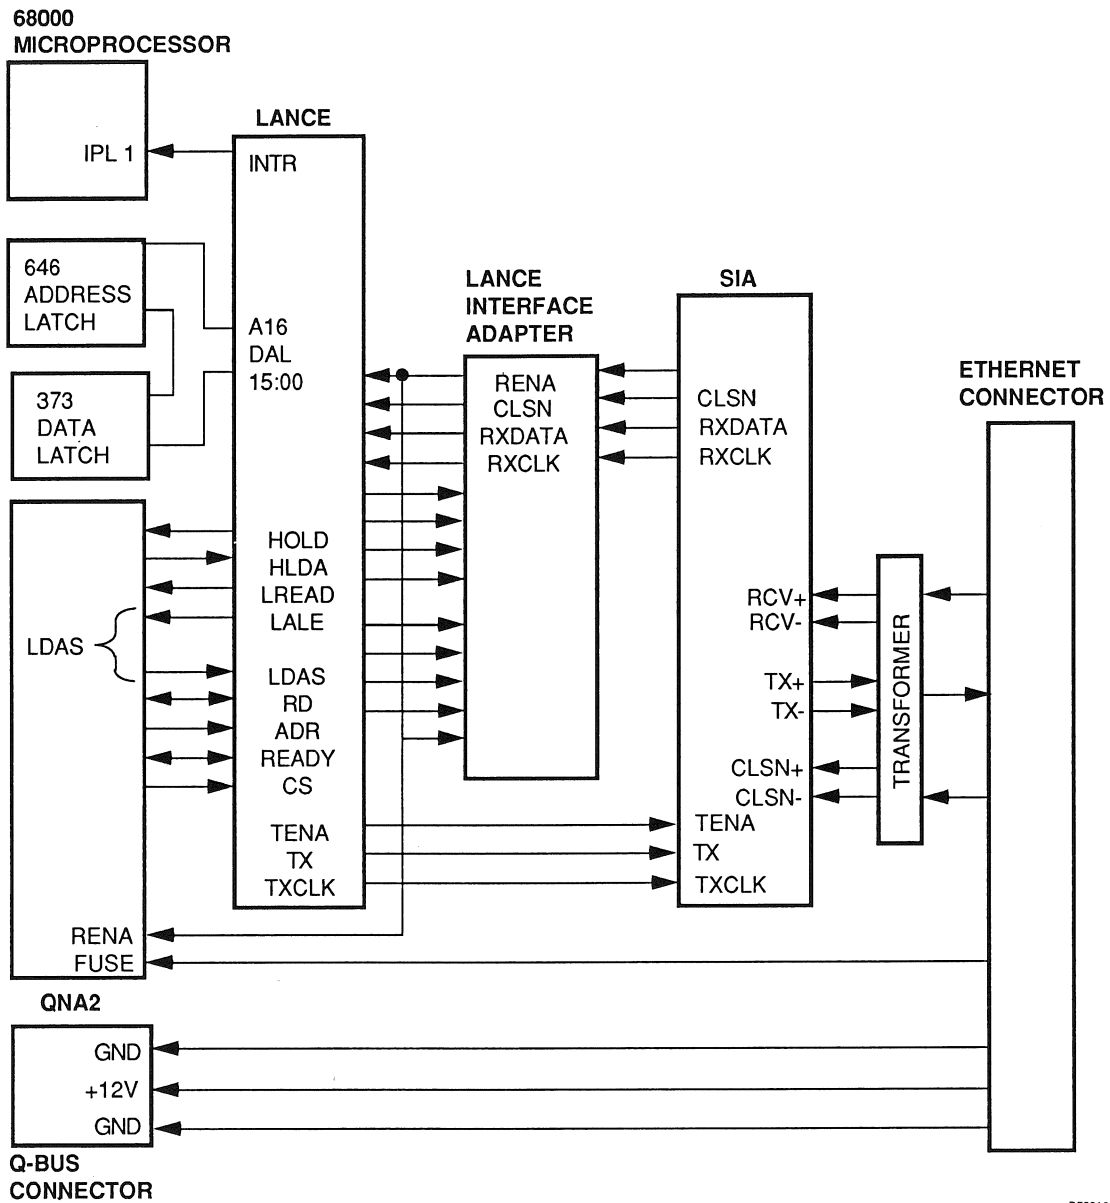 68000
MICROPROCESSOR
IPL 1
LANCE
INTR
646
ADDRESS
LATCH
A16
DAL
15:00
373
DATA
LATCH
LANCE
INTERFACE
ADAPTER
RENA
CLSN
RXDATA
RXCLK
SIA
CLSN
RXDATA
RXCLK
ETHERNET
CONNECTOR
HOLD
HLDA
LREAD
LALE
LDAS
LDAS
RD
ADR
READY
CS
TENA
TX
TXCLK
RCV+
RCV-
TX+
TX-
CLSN+
CLSN-
TENA
TX
TXCLK
TRANSFORMER
RENA
FUSE
QNA2
GND
+12V
GND
Q-BUS
CONNECTOR